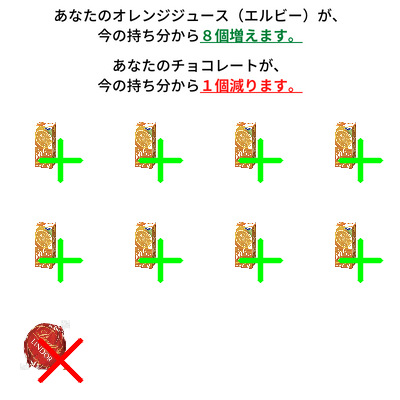 あなたのオレンジジュース（エルビー）が、
今の持ち分から８個増えます。
あなたのチョコレートが、
今の持ち分から１個減ります。
LINDOR